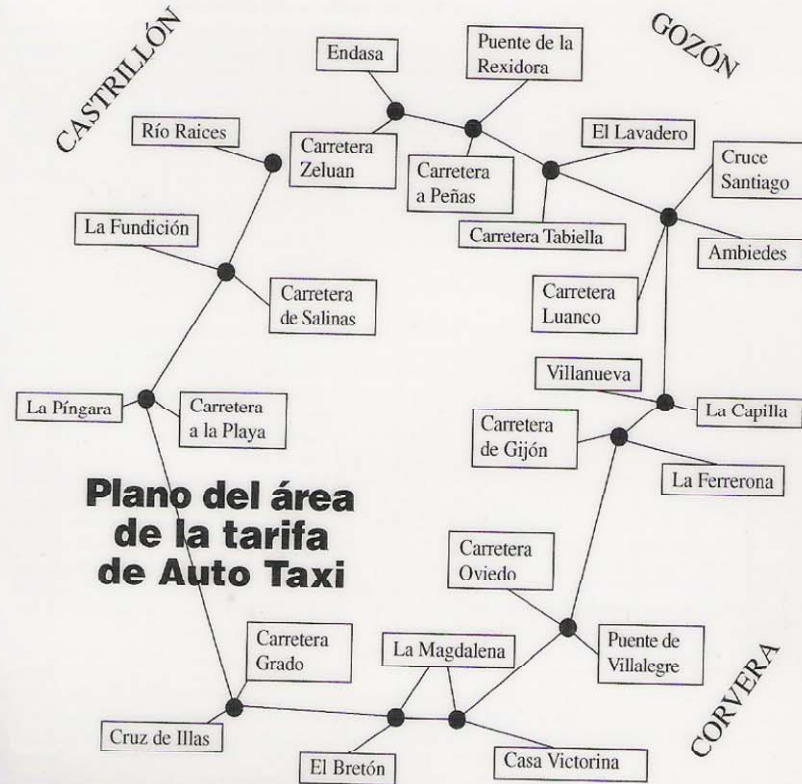 CASTRILLÓN
GOZÓN
Endasa
Puente de la
Rexidora
Río Raices
Carretera
Zeluan
Carretera
a Peñas
El Lavadero
Cruce
Santiago
La Fundición
Carretera Tabiella
Ambiedes
Carretera
de Salinas
Carretera
Luanco
Villanueva
La Píngara
Carretera
a la Playa
La Capilla
Carretera
de Gijón
La Ferrerona
Plano del área
de la tarifa
de Auto Taxi
Carretera
Oviedo
Carretera
Grado
La Magdalena
Puente de
Villalegre
CORVERA
Cruz de Illas
El Bretón
Casa Victorina